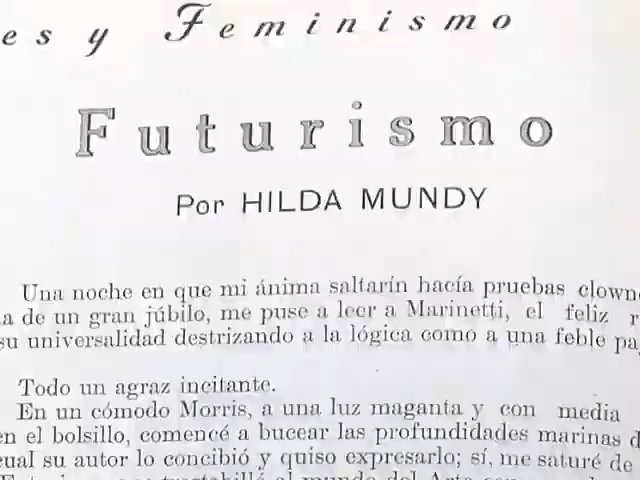 es y Feminismo
Futurismo
Por HILDA MUNDY
Una noche en que mi ánima saltarín hacía pruebas
de un gran júbilo, me puse a leer a Marinetti, el feliz
su universalidad destrizando a la lógica como a una feble
Todo un agraz incitante.
En un cómodo Morris, a una luz maganta y con media
en el bolsillo, comencé a bucear las profundidades marinas
cual su autor lo concibió y quiso expresarlo; sí, me saturé de
mundo del Arte